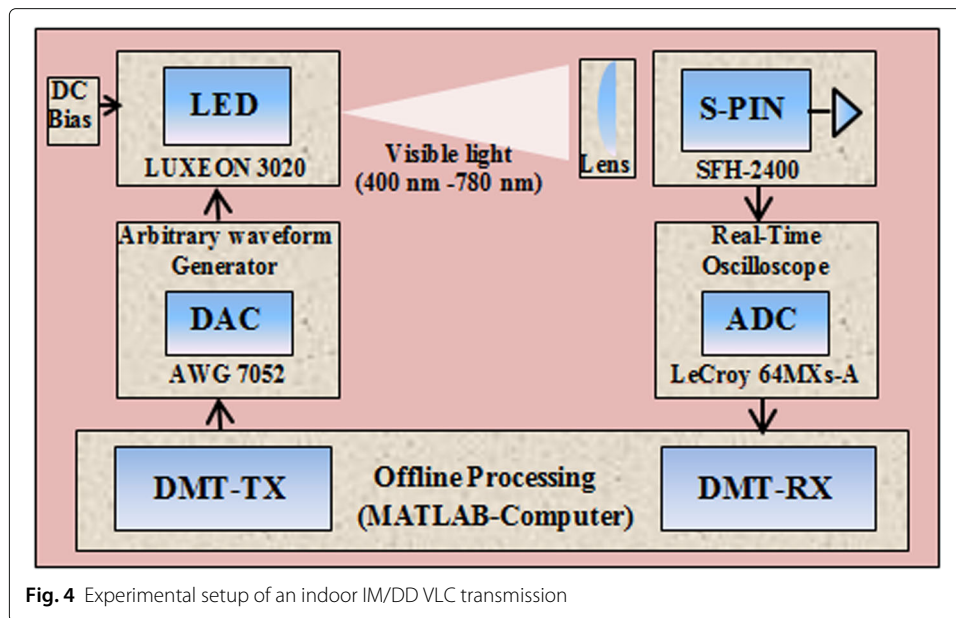 DC
Bias
LED
LUXEON 3020
Visible light
(400 nm -780 nm)
Lens
S-PIN
SFH-2400
Arbitrary waveform
Generator
DAC
AWG 7052
Real-Time
Oscilloscope
ADC
LeCroy 64MXs-A
DMT-TX
Offline Processing
(MATLAB-Computer)
DMT-RX
Fig. 4 Experimental setup of an indoor IM/DD VLC transmission